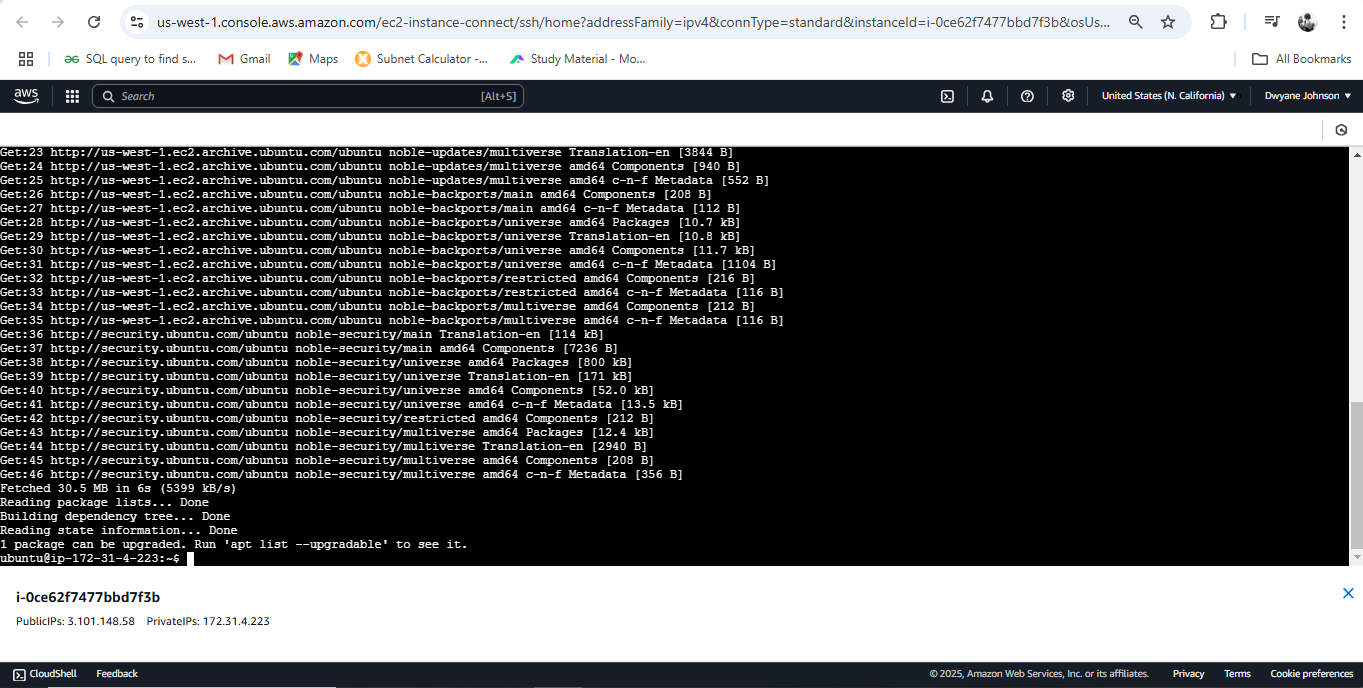 us-west-1.console.aws.amazon.com/ec2-instance-connect/ssh/home?addressFamily=ipv4&connType=standard&instanceId=i-0ce62f7477bbd7f3b&osUs...
SQL query to find s... Gmail Maps Subnet Calculator -... Study Material - Mo... All Bookmarks
aws Search [Alt+S] United States (N. California) Dwyane Johnson
Get:23 http://us-west-1.ec2.archive.ubuntu.com/ubuntu noble-updates/multiverse Translation-en [3844 B]
Get:24 http://us-west-1.ec2.archive.ubuntu.com/ubuntu noble-updates/multiverse amd64 Components [940 B]
Get:25 http://us-west-1.ec2.archive.ubuntu.com/ubuntu noble-updates/multiverse amd64 c-n-f Metadata [552 B]
Get:26 http://us-west-1.ec2.archive.ubuntu.com/ubuntu noble-backports/main amd64 Components [208 B]
Get:27 http://us-west-1.ec2.archive.ubuntu.com/ubuntu noble-backports/main amd64 c-n-f Metadata [112 B]
Get:28 http://us-west-1.ec2.archive.ubuntu.com/ubuntu noble-backports/universe amd64 Packages [10.7 kB]
Get:29 http://us-west-1.ec2.archive.ubuntu.com/ubuntu noble-backports/universe Translation-en [10.8 kB]
Get:30 http://us-west-1.ec2.archive.ubuntu.com/ubuntu noble-backports/universe amd64 Components [11.7 kB]
Get:31 http://us-west-1.ec2.archive.ubuntu.com/ubuntu noble-backports/universe amd64 c-n-f Metadata [1104 B]
Get:32 http://us-west-1.ec2.archive.ubuntu.com/ubuntu noble-backports/restricted amd64 Components [216 B]
Get:33 http://us-west-1.ec2.archive.ubuntu.com/ubuntu noble-backports/restricted amd64 c-n-f Metadata [116 B]
Get:34 http://us-west-1.ec2.archive.ubuntu.com/ubuntu noble-backports/multiverse amd64 Components [212 B]
Get:35 http://us-west-1.ec2.archive.ubuntu.com/ubuntu noble-backports/multiverse amd64 c-n-f Metadata [116 B]
Get:36 http://security.ubuntu.com/ubuntu noble-security/main Translation-en [114 kB]
Get:37 http://security.ubuntu.com/ubuntu noble-security/main amd64 Components [7236 B]
Get:38 http://security.ubuntu.com/ubuntu noble-security/universe amd64 Packages [800 kB]
Get:39 http://security.ubuntu.com/ubuntu noble-security/universe Translation-en [171 kB]
Get:40 http://security.ubuntu.com/ubuntu noble-security/universe amd64 Components [52.0 kB]
Get:41 http://security.ubuntu.com/ubuntu noble-security/universe amd64 c-n-f Metadata [13.5 kB]
Get:42 http://security.ubuntu.com/ubuntu noble-security/restricted amd64 Components [212 B]
Get:43 http://security.ubuntu.com/ubuntu noble-security/multiverse amd64 Packages [12.4 kB]
Get:44 http://security.ubuntu.com/ubuntu noble-security/multiverse Translation-en [2940 B]
Get:45 http://security.ubuntu.com/ubuntu noble-security/multiverse amd64 Components [208 B]
Get:46 http://security.ubuntu.com/ubuntu noble-security/multiverse amd64 c-n-f Metadata [356 B]
Fetched 30.5 MB in 6s (5399 kB/s)
Reading package lists... Done
Building dependency tree... Done
Reading state information... Done
1 package can be upgraded. Run 'apt list --upgradable' to see it.
ubuntu@ip-172-31-4-223:~$
i-0ce62f7477bbd7f3b
PublicIPs: 3.101.148.58 PrivateIPs: 172.31.4.223
CloudShell Feedback © 2025, Amazon Web Services, Inc. or its affiliates. Privacy Terms Cookie preferences